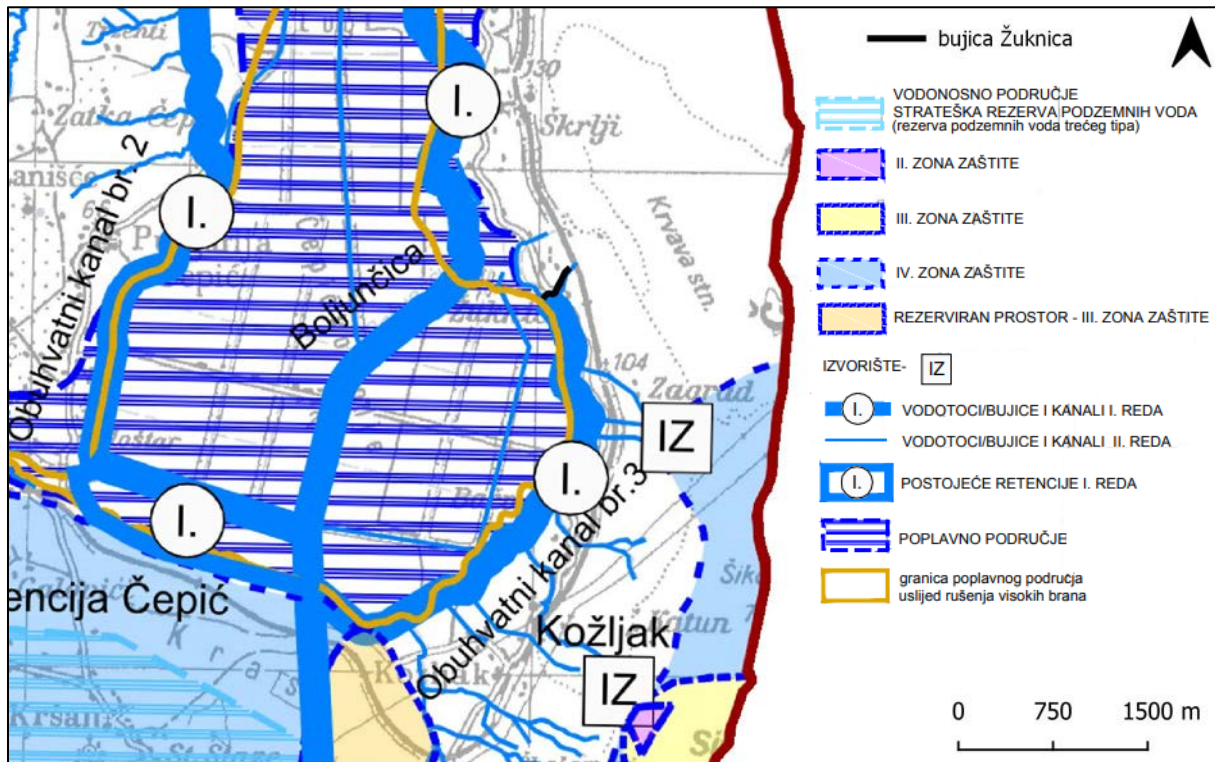 Škrlji
130
Obuhvatni kanal br. 2
I.
I.
Krvava stn.
Boljunčica
104
Zagrad
IZ
I.
I.
Obuhvatni kanal br.3
encija Čepić
Kožljak
Katun
IZ
Kršan
bujica Žuknica
VODONOSNO PODRUČJE
STRATEŠKA REZERVA PODZEMNIH VODA
(rezerva podzemnih voda trećeg tipa)
II. ZONA ZAŠTITE
III. ZONA ZAŠTITE
IV. ZONA ZAŠTITE
REZERVIRAN PROSTOR - III. ZONA ZAŠTITE
IZVORIŠTE- IZ
I. VODOTOCI/BUJICE I KANALI I. REDA
VODOTOCI/BUJICE I KANALI II. REDA
I. POSTOJEĆE RETENCIJE I. REDA
POPLAVNO PODRUČJE
granica poplavnog područja
uslijed rušenja visokih brana
0 750 1500 m